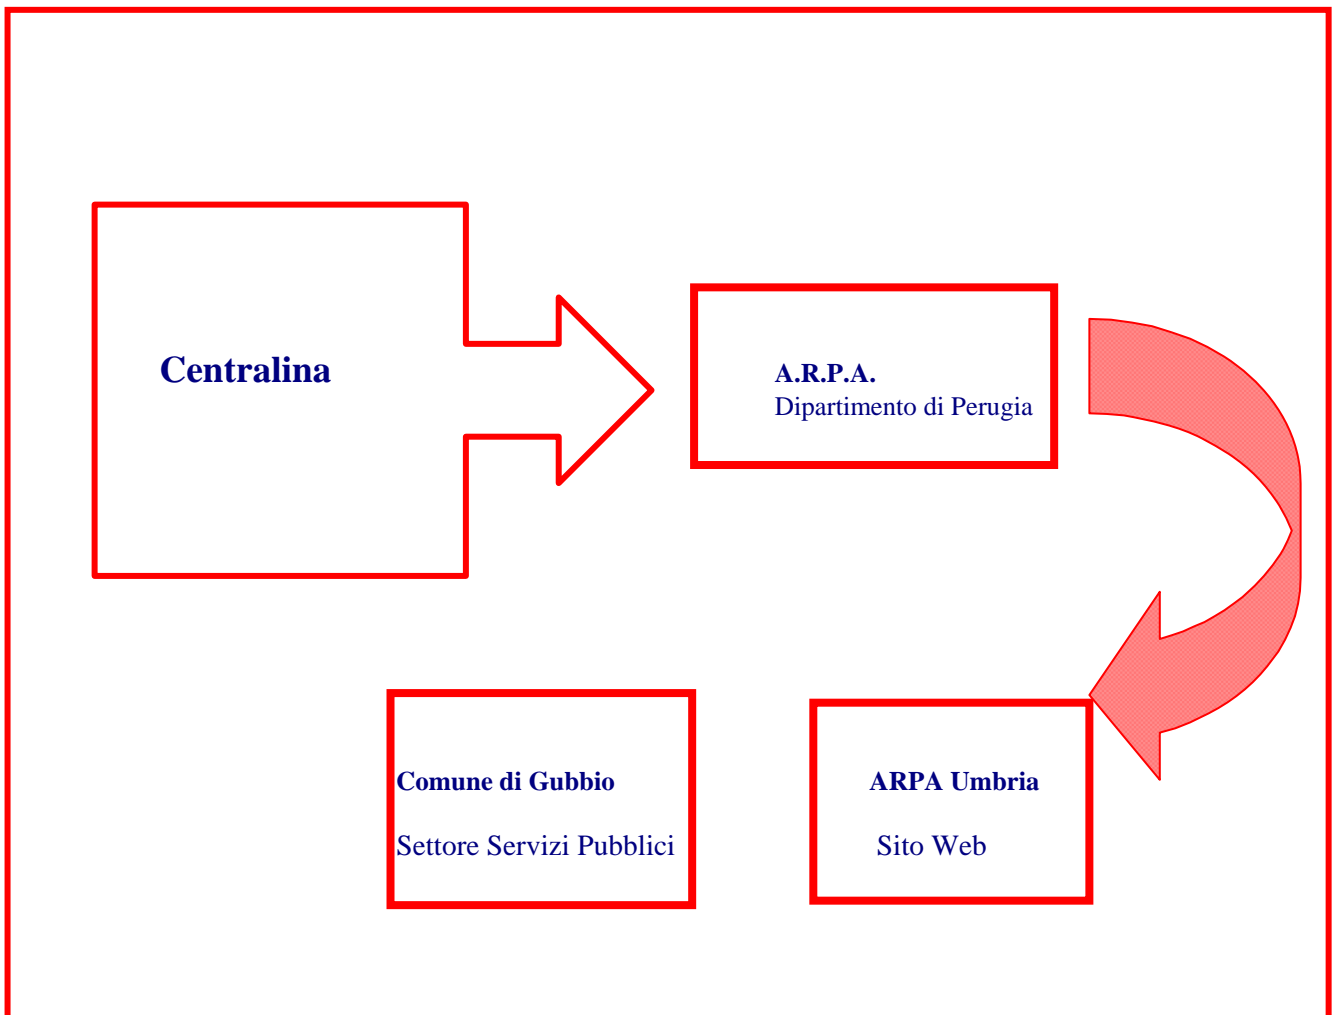 Centralina
A.R.P.A.
Dipartimento di Perugia
Comune di Gubbio
Settore Servizi Pubblici
ARPA Umbria
Sito Web